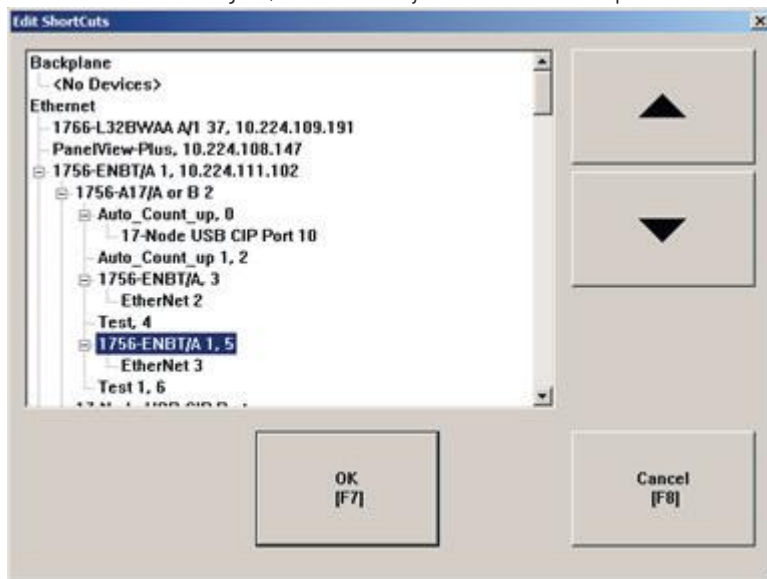 Edit ShortCuts
Backplane
<No Devices>
Ethernet
1766-L32BWAA A/1 37, 10.224.109.191
PanelView-Plus, 10.224.108.147
1756-ENBT/A 1, 10.224.111.102
1756-A17/A or B 2
Auto_Count_up, 0
17-Node USB CIP Port 10
Auto_Count_up 1, 2
1756-ENBT/A, 3
EtherNet 2
Test, 4
1756-ENBT/A 1, 5
EtherNet 3
Test 1, 6
OK
[F7]
Cancel
[F8]